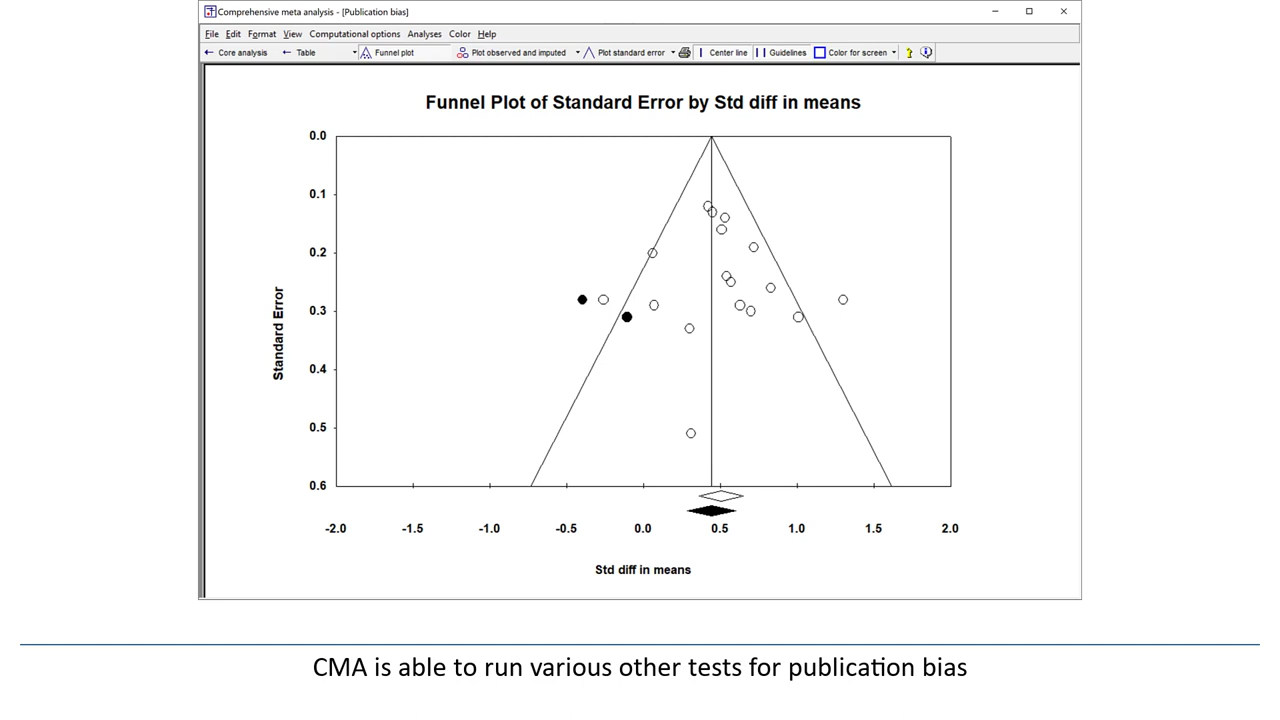 Comprehensive meta analysis - [Publication bias]
File Edit Format View Computational options Analyses Color Help
Core analysis Table Funnel plot Plot observed and imputed Plot standard error Center line Guidelines Color for screen ?
Funnel Plot of Standard Error by Std diff in means
0.0
0.1
0.2
0.3
0.4
0.5
0.6
Standard Error
-2.0 -1.5 -1.0 -0.5 0.0 0.5 1.0 1.5 2.0
Std diff in means
CMA is able to run various other tests for publication bias